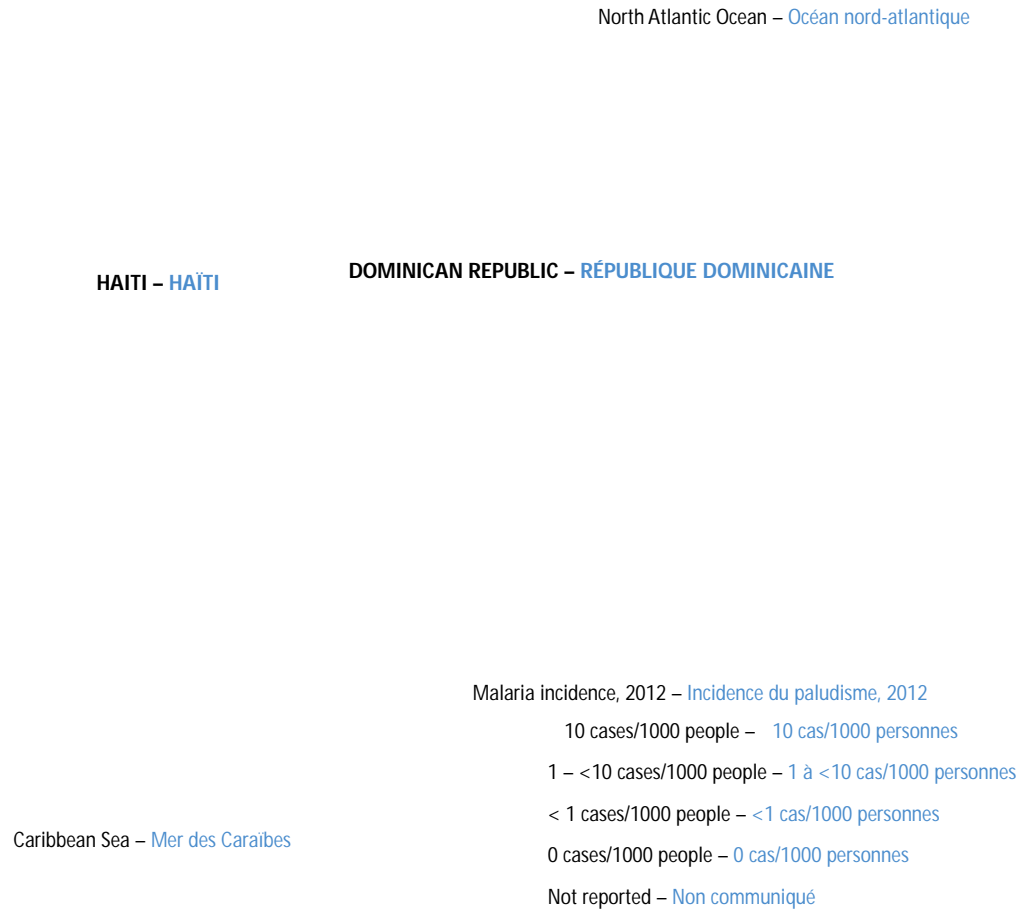 North Atlantic Ocean – Océan nord-atlantique
HAITI – HAÏTI
DOMINICAN REPUBLIC – RÉPUBLIQUE DOMINICAINE
Malaria incidence, 2012 – Incidence du paludisme, 2012
10 cases/1000 people – 10 cas/1000 personnes
1 – <10 cases/1000 people – 1 à <10 cas/1000 personnes
< 1 cases/1000 people – <1 cas/1000 personnes
Caribbean Sea – Mer des Caraïbes
0 cases/1000 people – 0 cas/1000 personnes
Not reported – Non communiqué